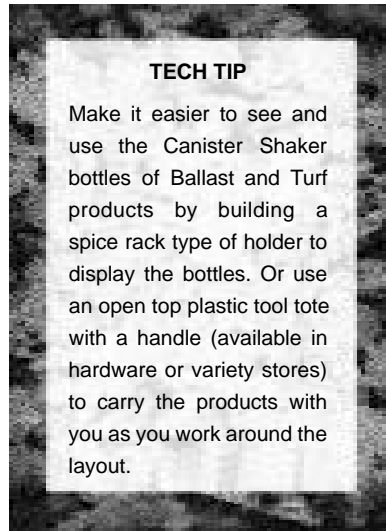 TECH TIP
Make it easier to see and
use the Canister Shaker
bottles of Ballast and Turf
products by building a
spice rack type of holder to
display the bottles. Or use
an open top plastic tool tote
with a handle (available in
hardware or variety stores)
to carry the products with
you as you work around the
layout.